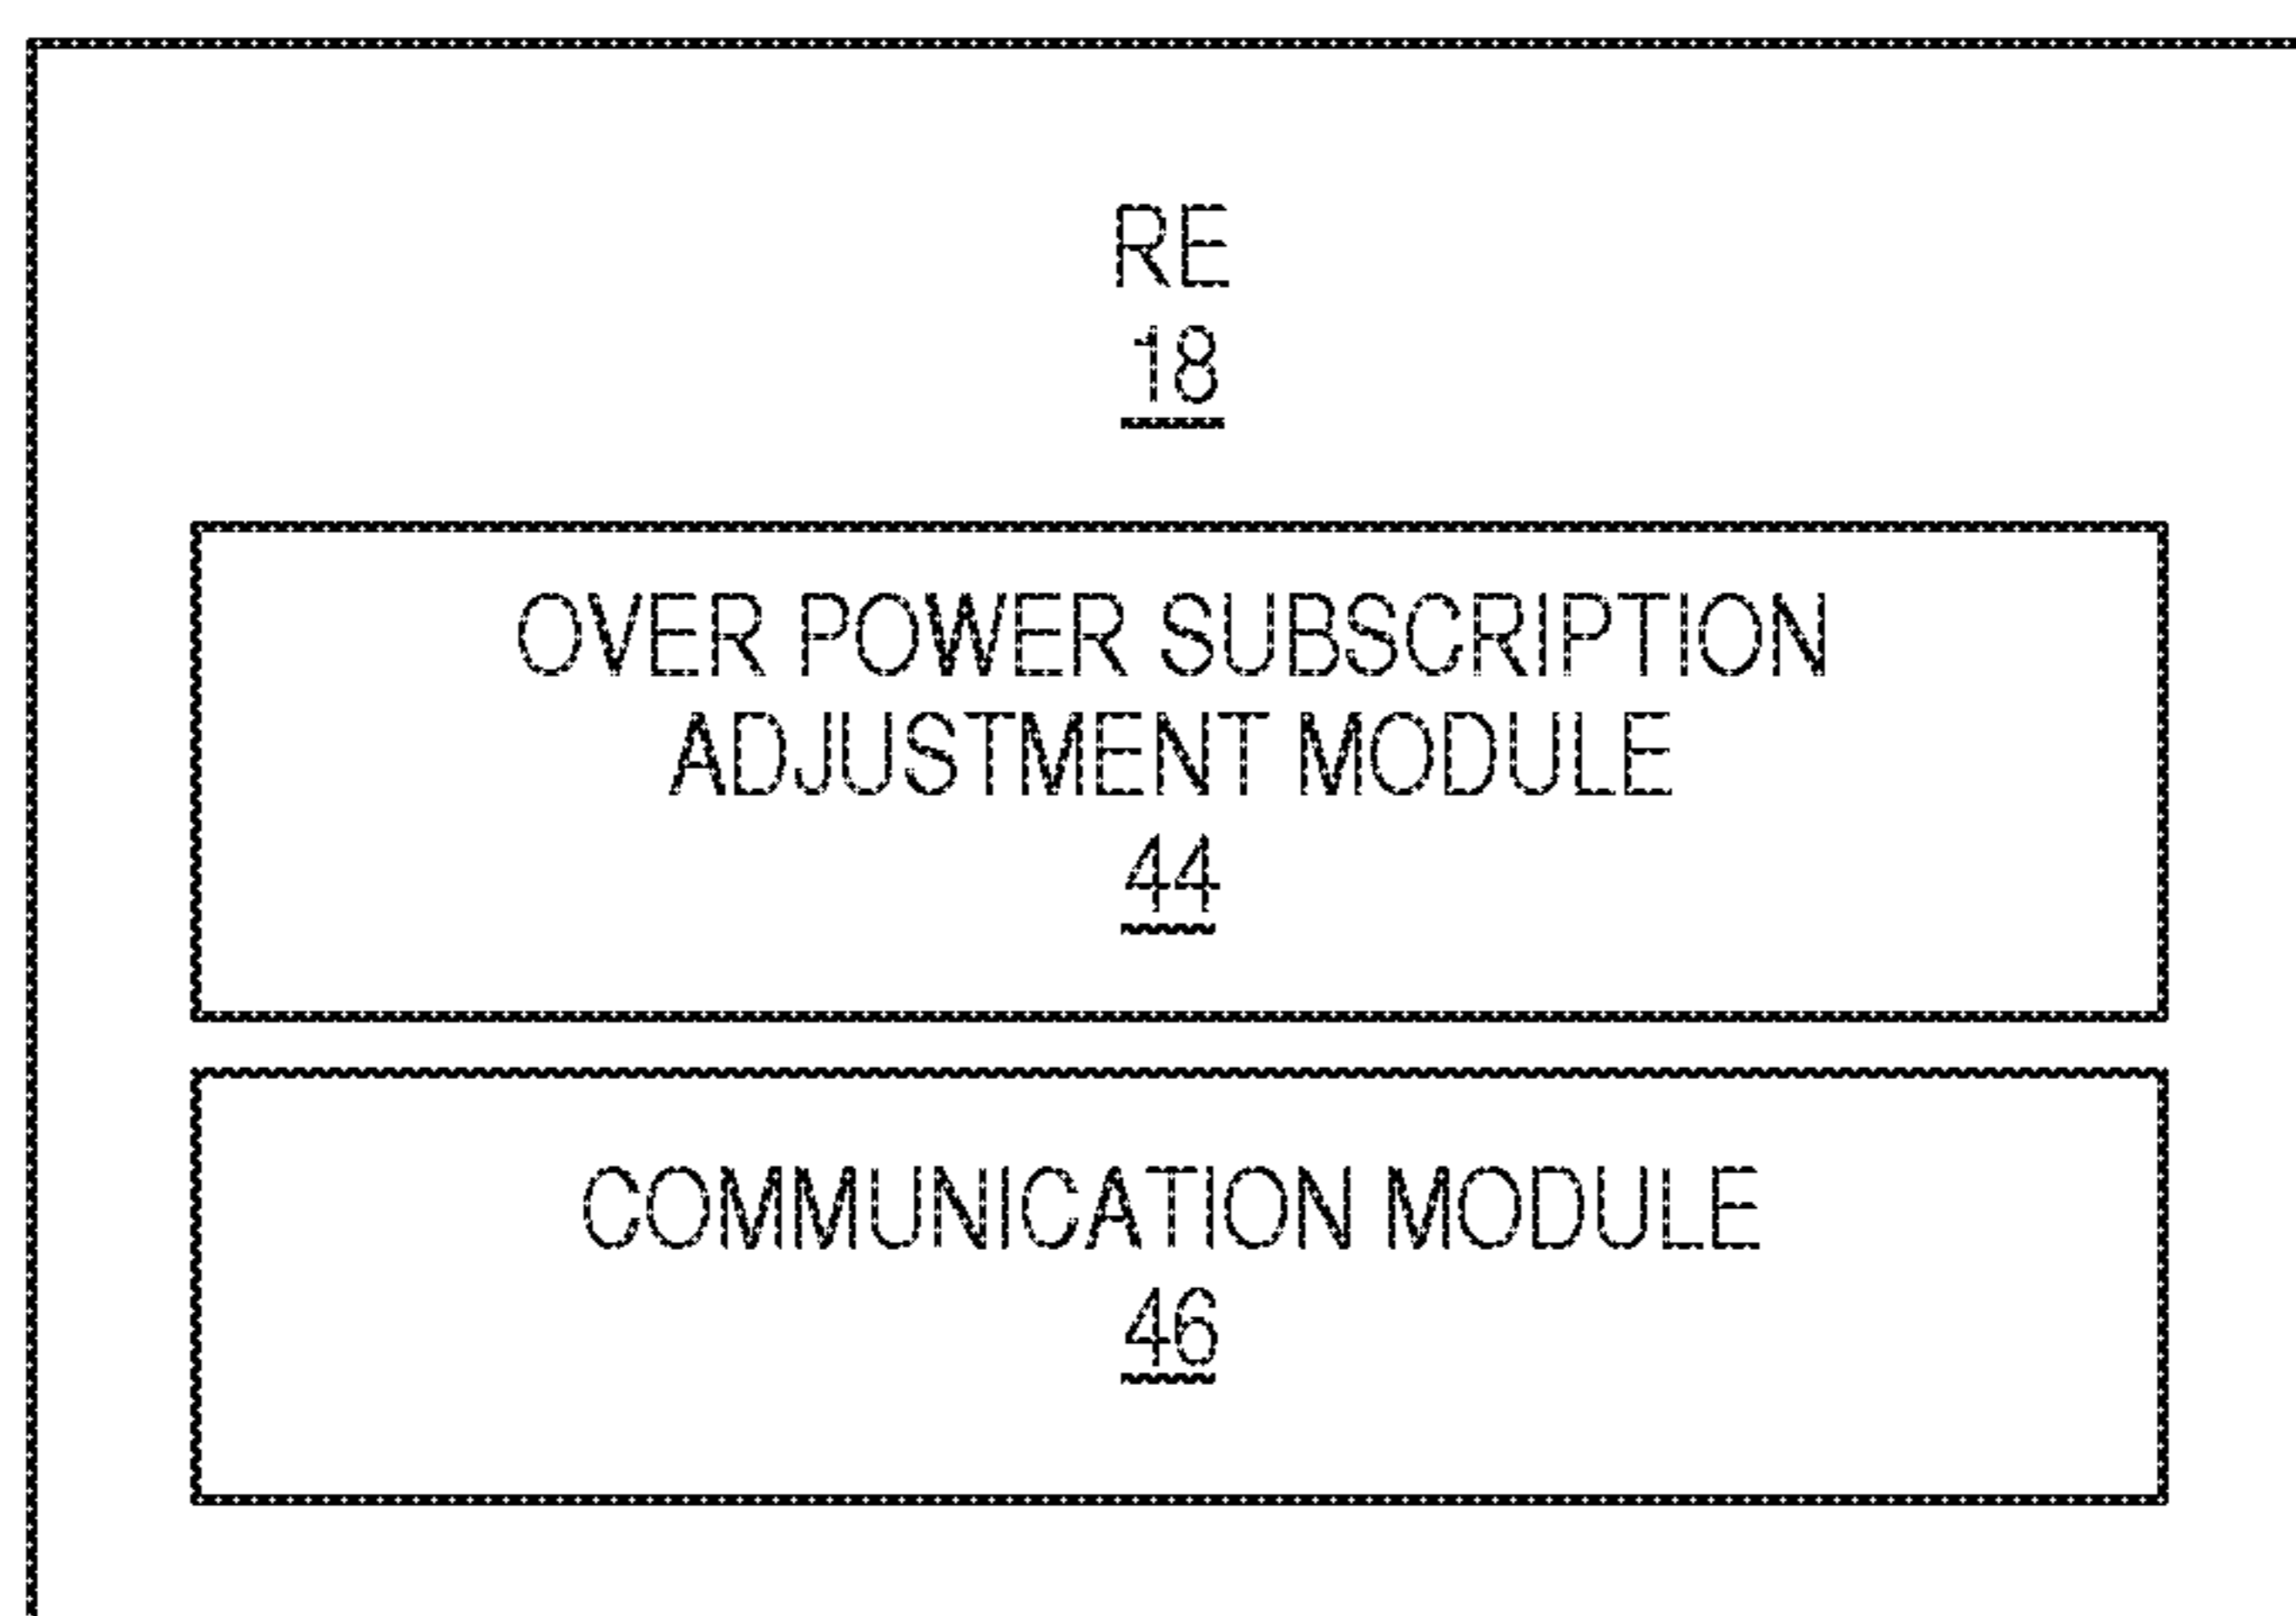 RE
18
OVER POWER SUBSCRIPTION
ADJUSTMENT MODULE
44
COMMUNICATION MODULE
46